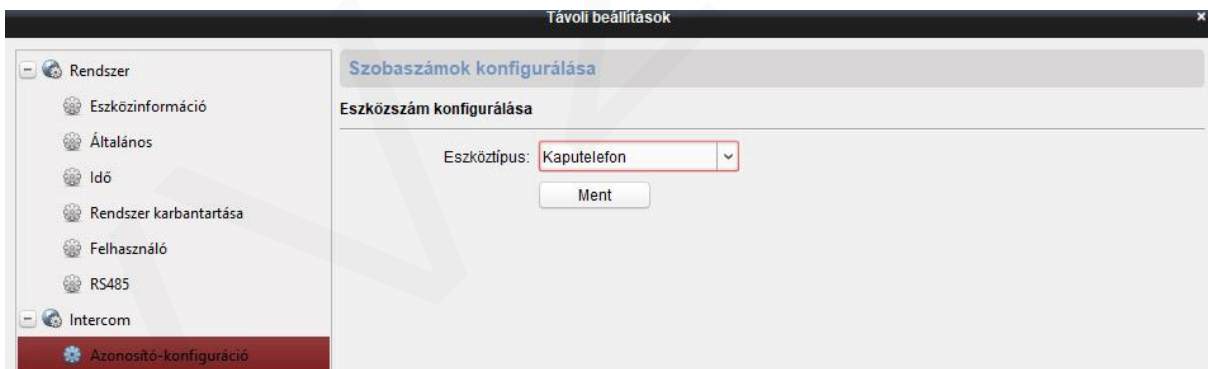 Távoli beállítások
Rendszer
Eszközinformáció
Általános
Idő
Rendszer karbantartása
Felhasználó
RS485
Intercom
Azonosító-konfiguráció
Szobaszámok konfigurálása
Eszközszám konfigurálása
Eszköztípus: Kaputelefon
Ment